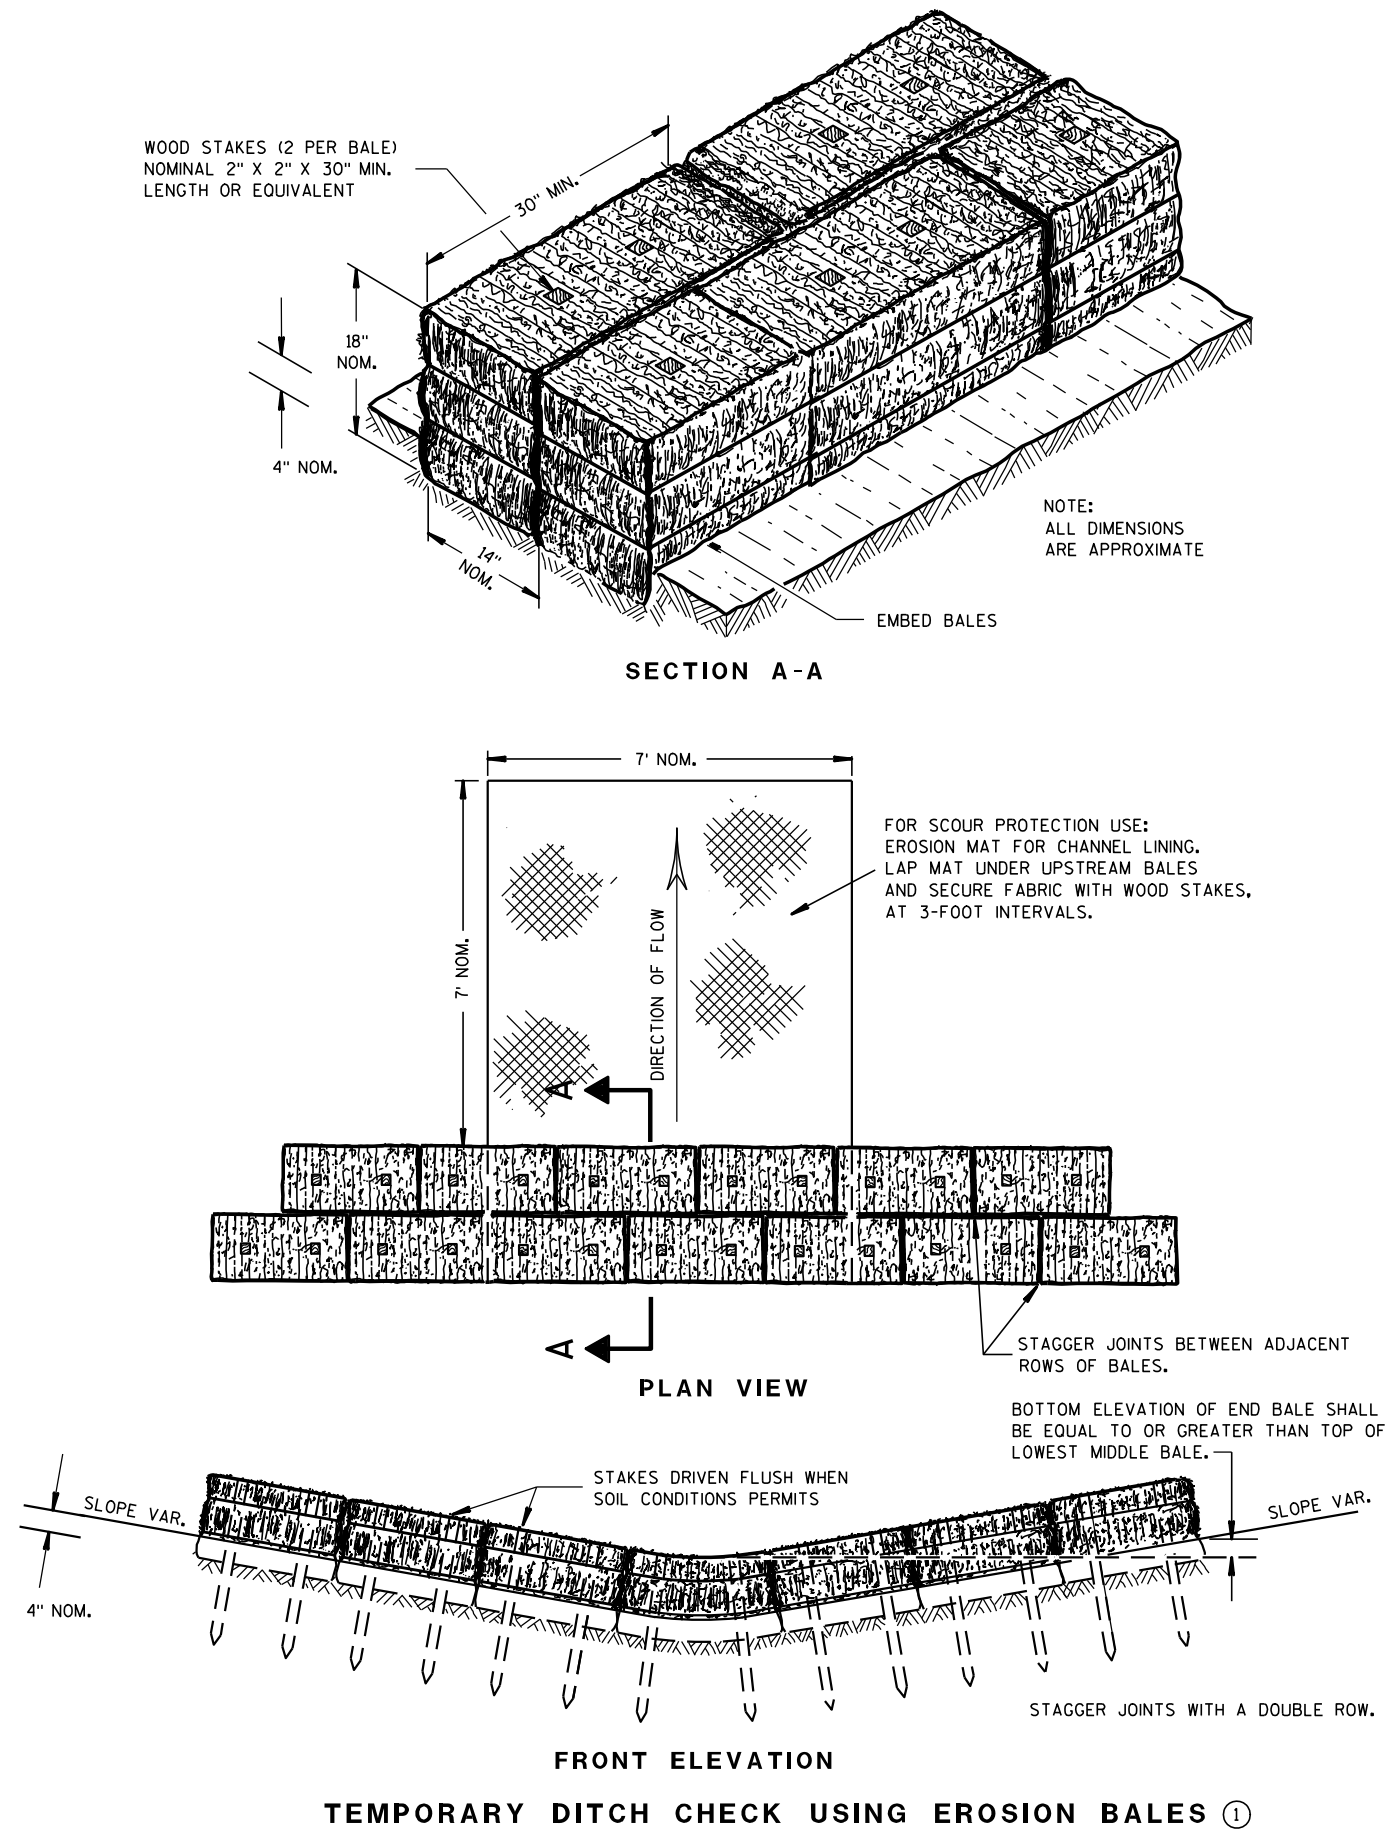 WOOD STAKES (2 PER BALE)
NOMINAL 2" X 2" X 30" MIN.
LENGTH OR EQUIVALENT
30" MIN.
18"
NOM.
4" NOM.
14"
NOM.
NOTE:
ALL DIMENSIONS
ARE APPROXIMATE
EMBED BALES
SECTION A-A
7' NOM.
7' NOM.
DIRECTION OF FLOW
FOR SCOUR PROTECTION USE:
EROSION MAT FOR CHANNEL LINING.
LAP MAT UNDER UPSTREAM BALES
AND SECURE FABRIC WITH WOOD STAKES,
AT 3-FOOT INTERVALS.
A
A
STAGGER JOINTS BETWEEN ADJACENT
ROWS OF BALES.
PLAN VIEW
BOTTOM ELEVATION OF END BALE SHALL
BE EQUAL TO OR GREATER THAN TOP OF
LOWEST MIDDLE BALE.
STAKES DRIVEN FLUSH WHEN
SOIL CONDITIONS PERMITS
SLOPE VAR.
SLOPE VAR.
4" NOM.
STAGGER JOINTS WITH A DOUBLE ROW.
FRONT ELEVATION
TEMPORARY DITCH CHECK USING EROSION BALES ①